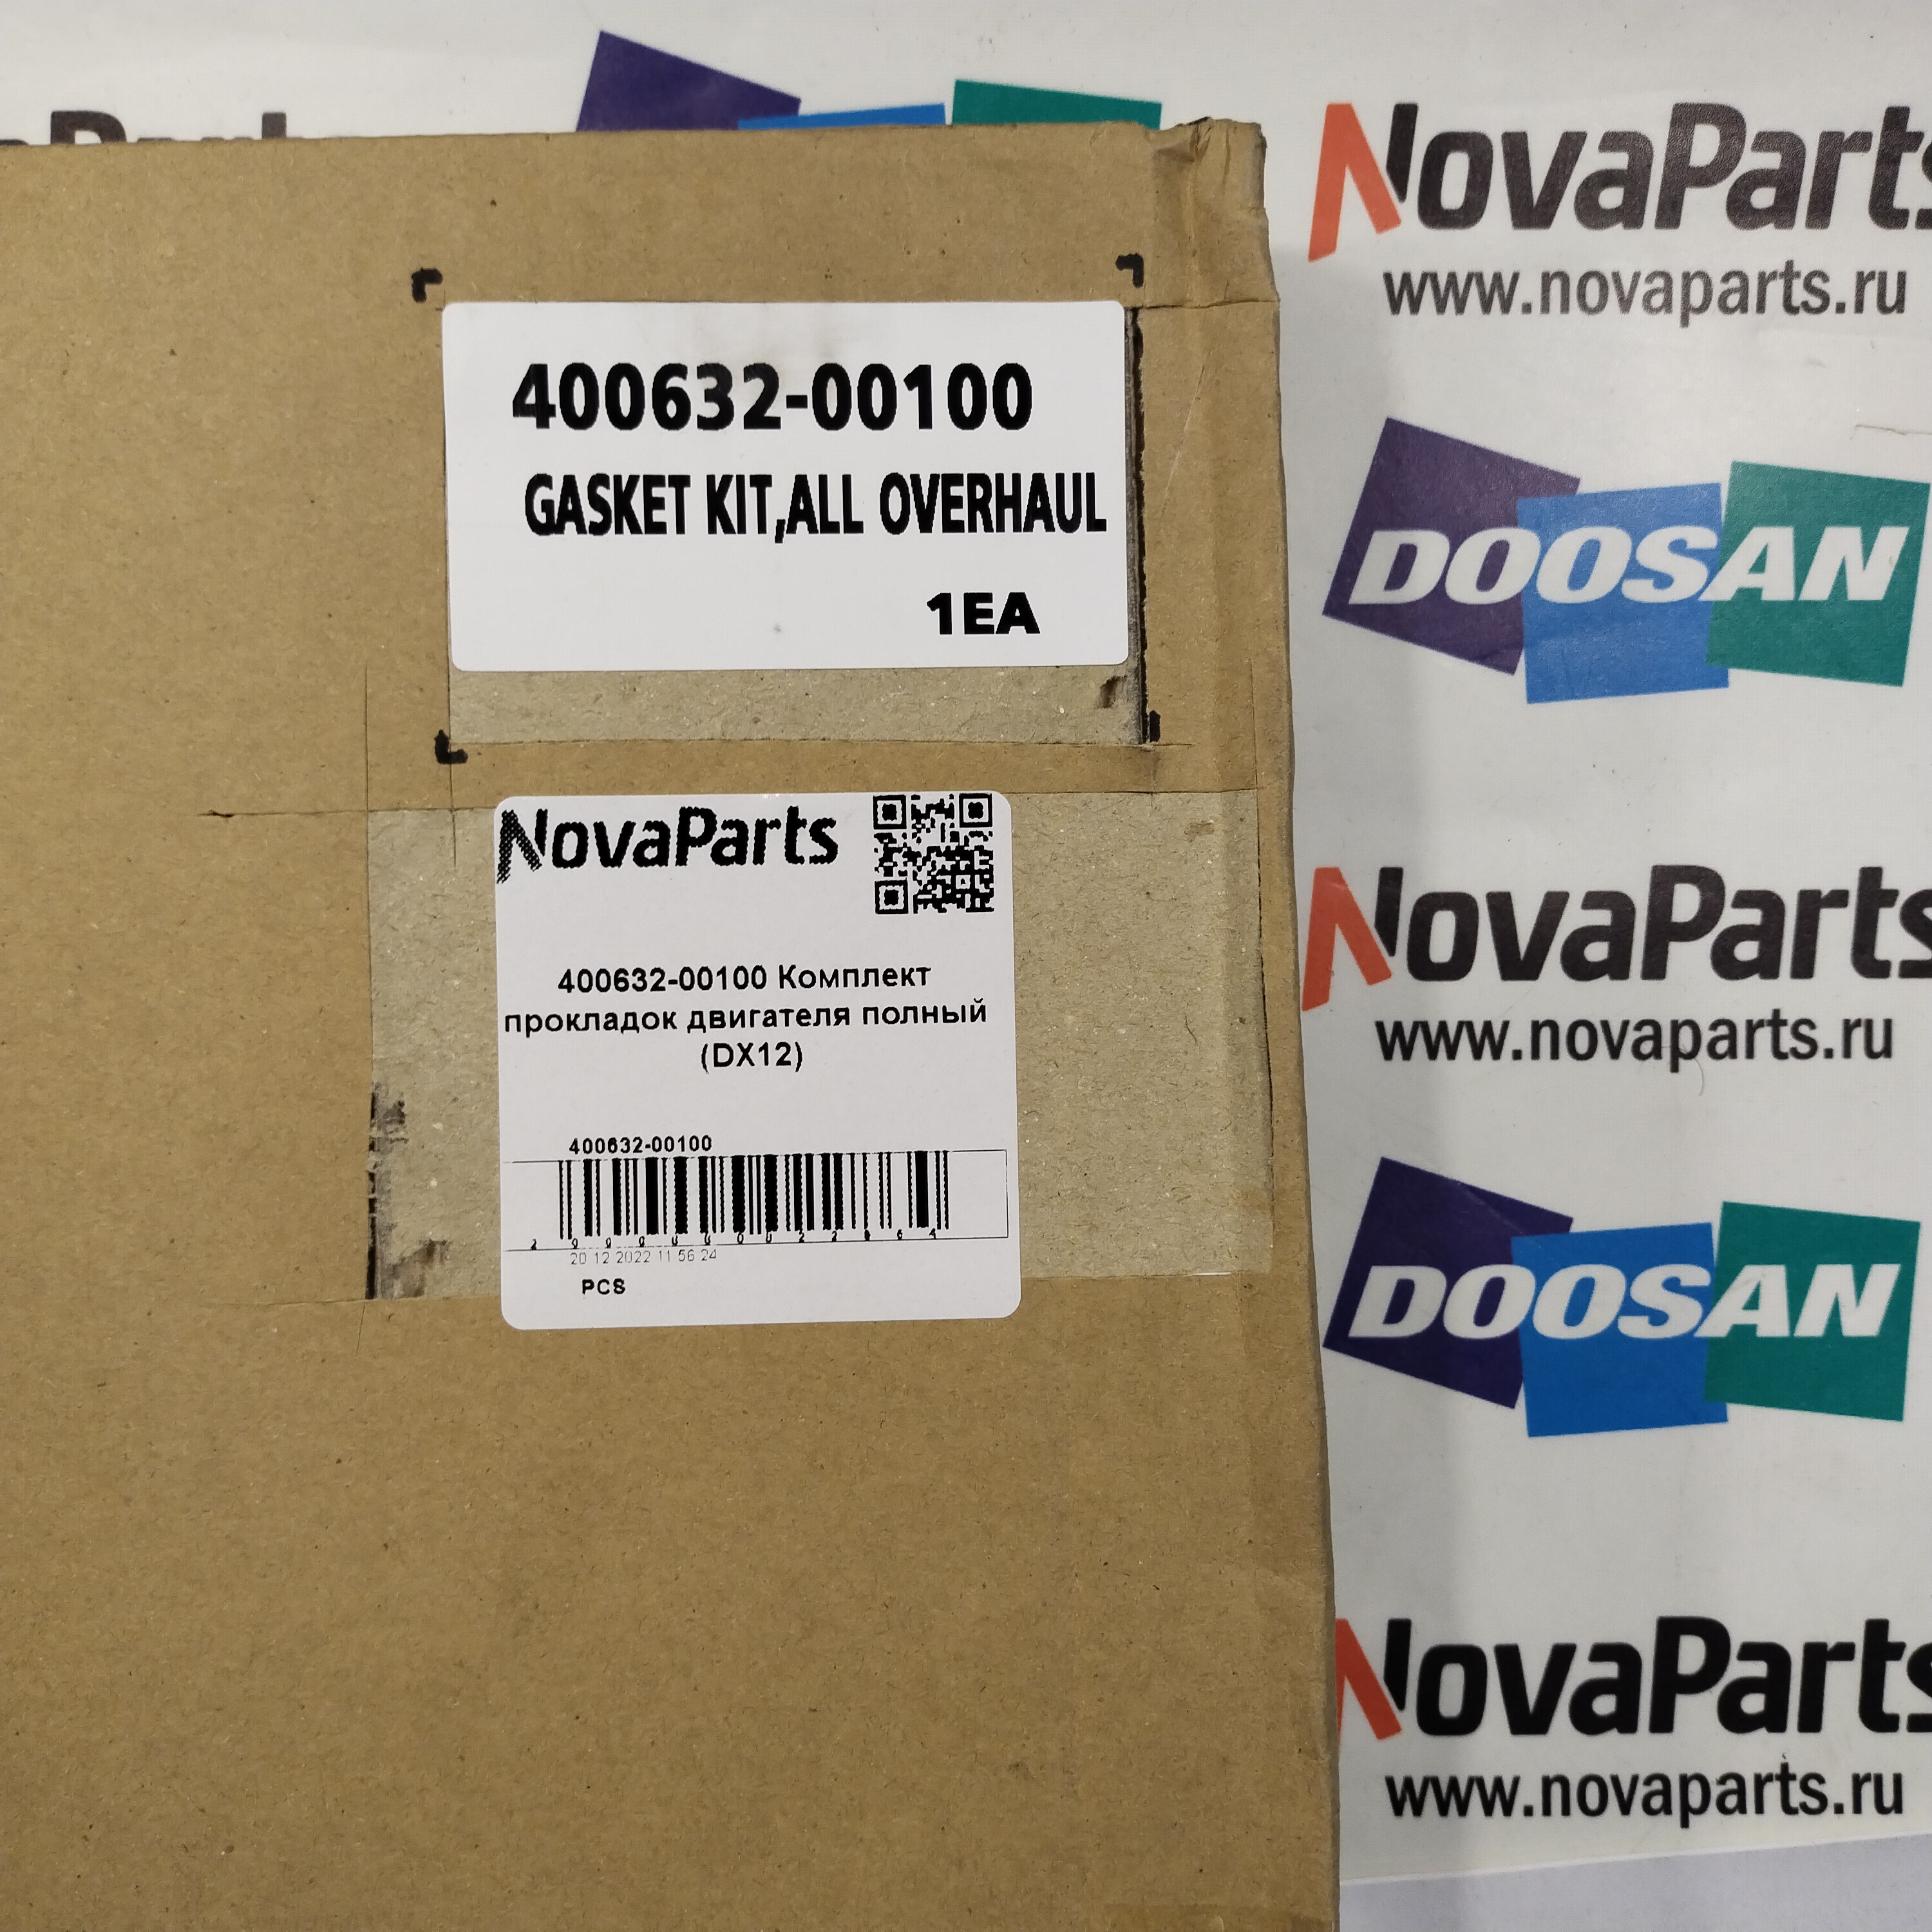 NovaParts
www.novaparts.ru
400632-00100
GASKET KIT,ALL OVERHAUL
1EA
DOOSAN
NovaParts
400632-00100 Комплект
прокладок двигателя полный
(DX12)
400632-00100
20 12 2022 11 56 24
PCS
NovaParts
www.novaparts.ru
DOOSAN
NovaParts
www.novaparts.ru